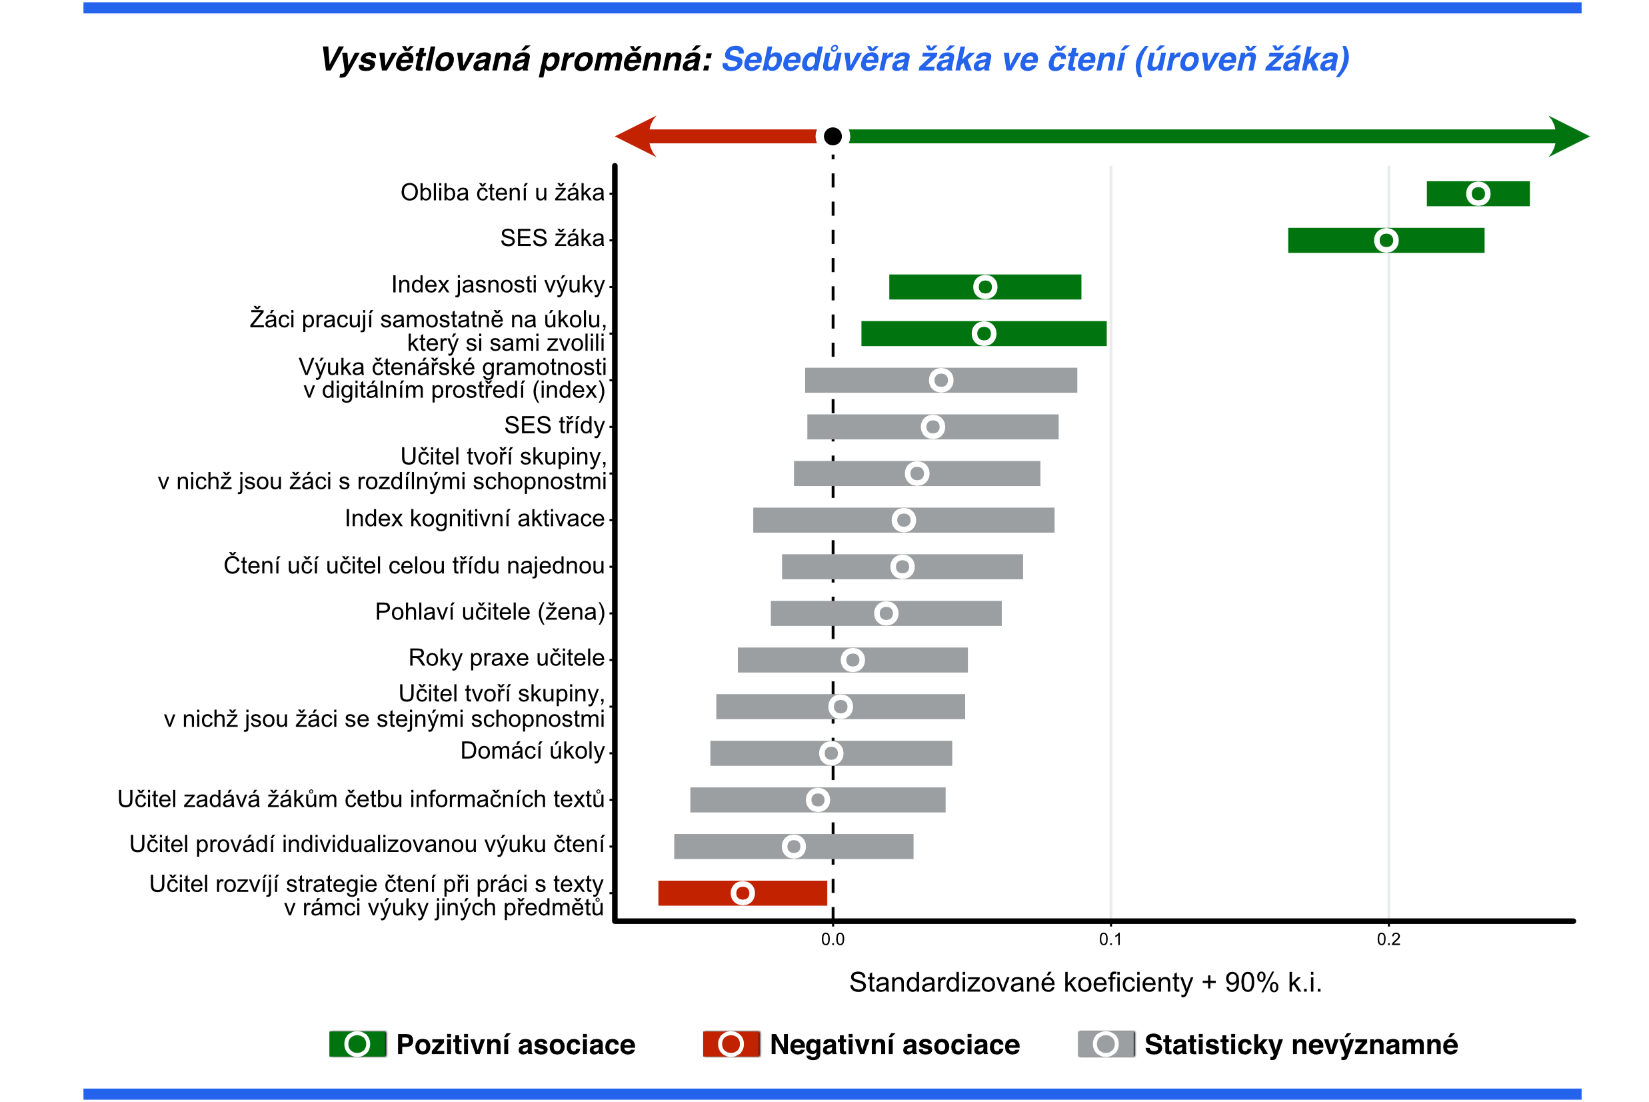 Vysvětlovaná proměnná: Sebedůvěra žáka ve čtení (úroveň žáka)
Obliba čtení u žáka
SES žáka
Index jasnosti výuky
Žáci pracují samostatně na úkolu,
který si sami zvolili
Výuka čtenářské gramotnosti
v digitálním prostředí (index)
SES třídy
Učitel tvoří skupiny,
v nichž jsou žáci s rozdílnými schopnostmi
Index kognitivní aktivace
Čtení učí učitel celou třídu najednou
Pohlaví učitele (žena)
Roky praxe učitele
Učitel tvoří skupiny,
v nichž jsou žáci se stejnými schopnostmi
Domácí úkoly
Učitel zadává žákům četbu informačních textů
Učitel provádí individualizovanou výuku čtení
Učitel rozvíjí strategie čtení při práci s texty
v rámci výuky jiných předmětů
0.0 0.1 0.2
Standardizované koeficienty + 90% k.i.
Pozitivní asociace Negativní asociace Statisticky nevýznamné